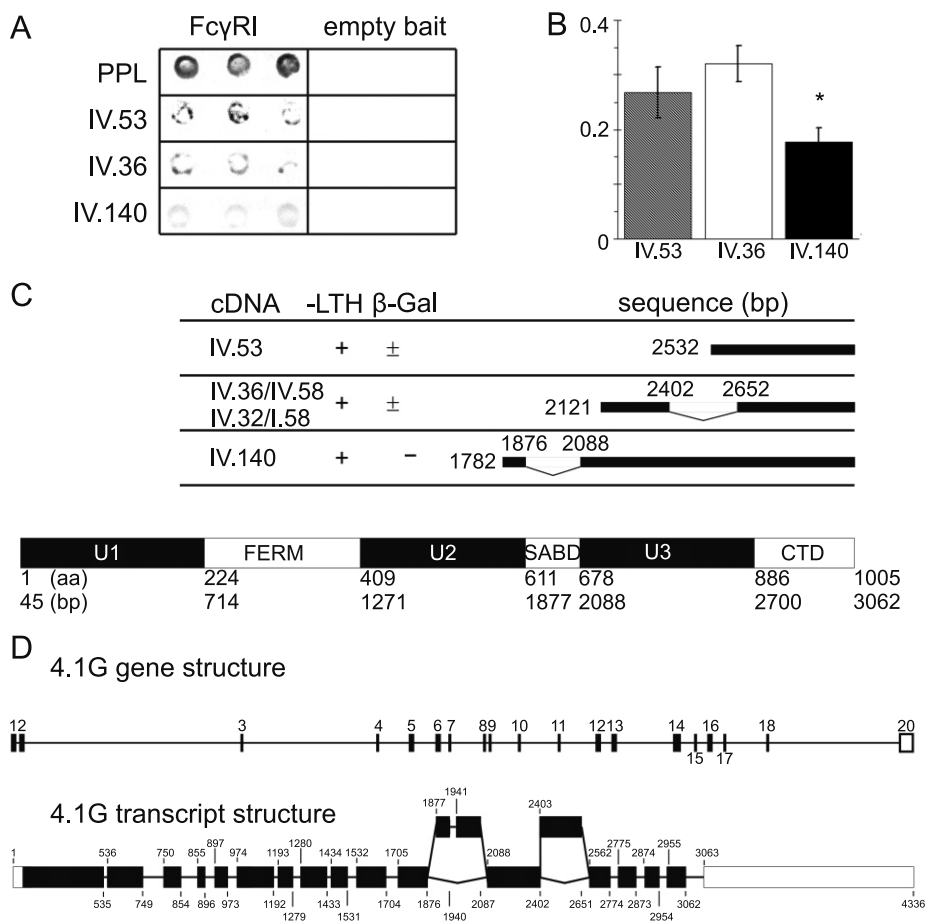 A
FcγRI empty bait
PPL
IV.53
IV.36
IV.140
B
0.4
0.2
0
*
IV.53 IV.36 IV.140
C
cDNA -LTH β-Gal sequence (bp)
IV.53 + ± 2532
IV.36/IV.58
IV.32/I.58 + ± 2121 2402 2652
IV.140 + - 1782 1876 2088
U1 FERM U2 SABD U3 CTD
1 (aa) 224 409 611 678 886 1005
45 (bp) 714 1271 1877 2088 2700 3062
D
4.1G gene structure
1 2 3 4 5 6 7 8 9 10 11 12 13 14 15 16 17 18 20
4.1G transcript structure
1877 1941 2403
1 536 750 855 897 974 1193 1280 1434 1532 1705 2088 2562 2775 2874 2955 3063
535 749 854 896 973 1192 1279 1433 1531 1704 1876 1940 2087 2402 2651 2774 2873 2954 3062 4336